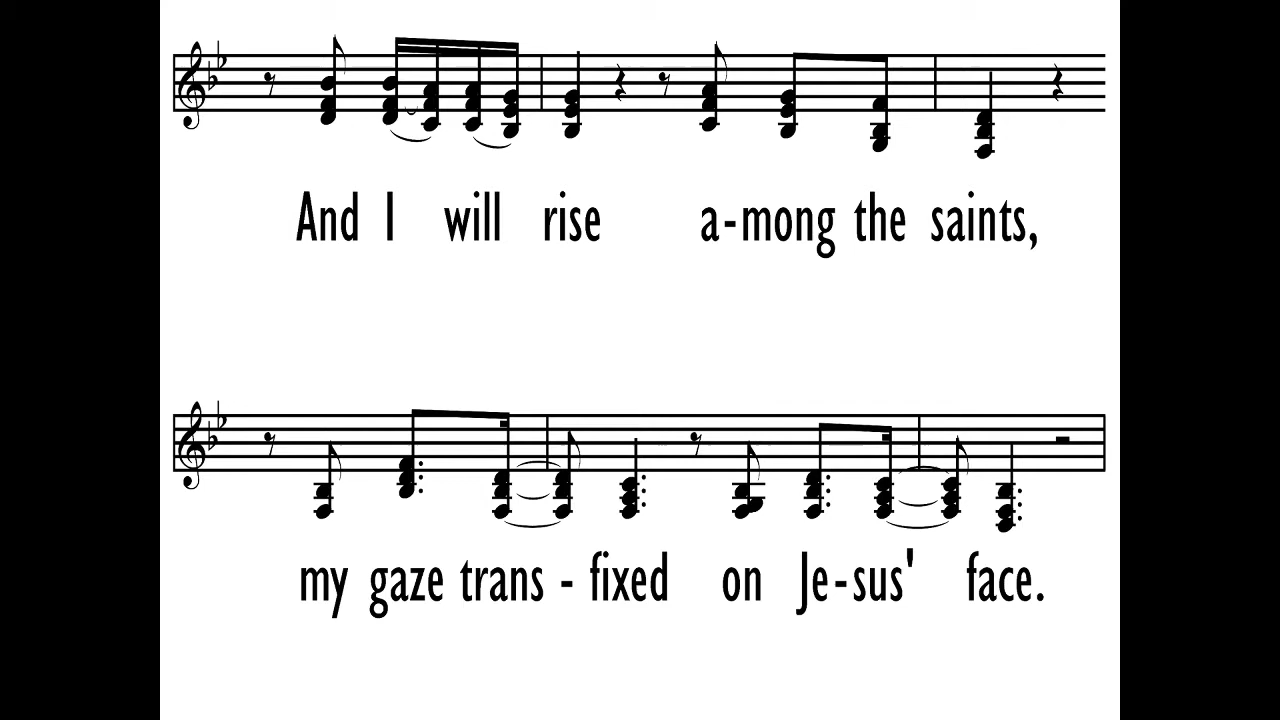 And I will rise a-mong the saints,
my gaze trans - fixed on Je-sus' face.